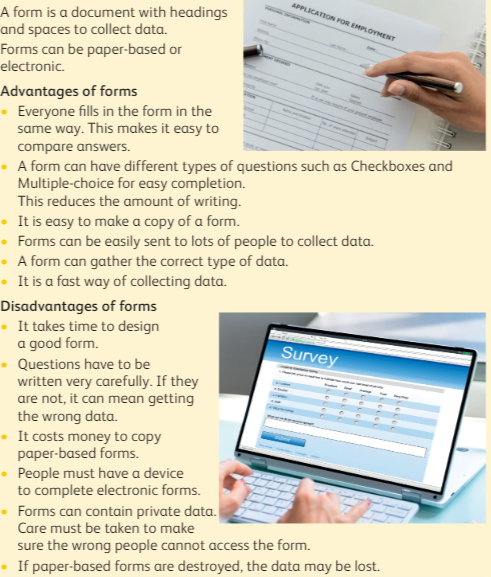 A form is a document with headings
and spaces to collect data.
Forms can be paper-based or
electronic.
APPLICATION FOR EMPLOYMENT
PERSONAL INFORMATION
Advantages of forms
• Everyone fills in the form in the
same way. This makes it easy to
compare answers.
• A form can have different types of questions such as Checkboxes and
Multiple-choice for easy completion.
This reduces the amount of writing.
• It is easy to make a copy of a form.
• Forms can be easily sent to lots of people to collect data.
• A form can gather the correct type of data.
• It is a fast way of collecting data.
Disadvantages of forms
• It takes time to design
a good form.
• Questions have to be
written very carefully. If they
are not, it can mean getting
the wrong data.
• It costs money to copy
paper-based forms.
• People must have a device
to complete electronic forms.
• Forms can contain private data.
Care must be taken to make
sure the wrong people cannot access the form.
• If paper-based forms are destroyed, the data may be lost.
Survey